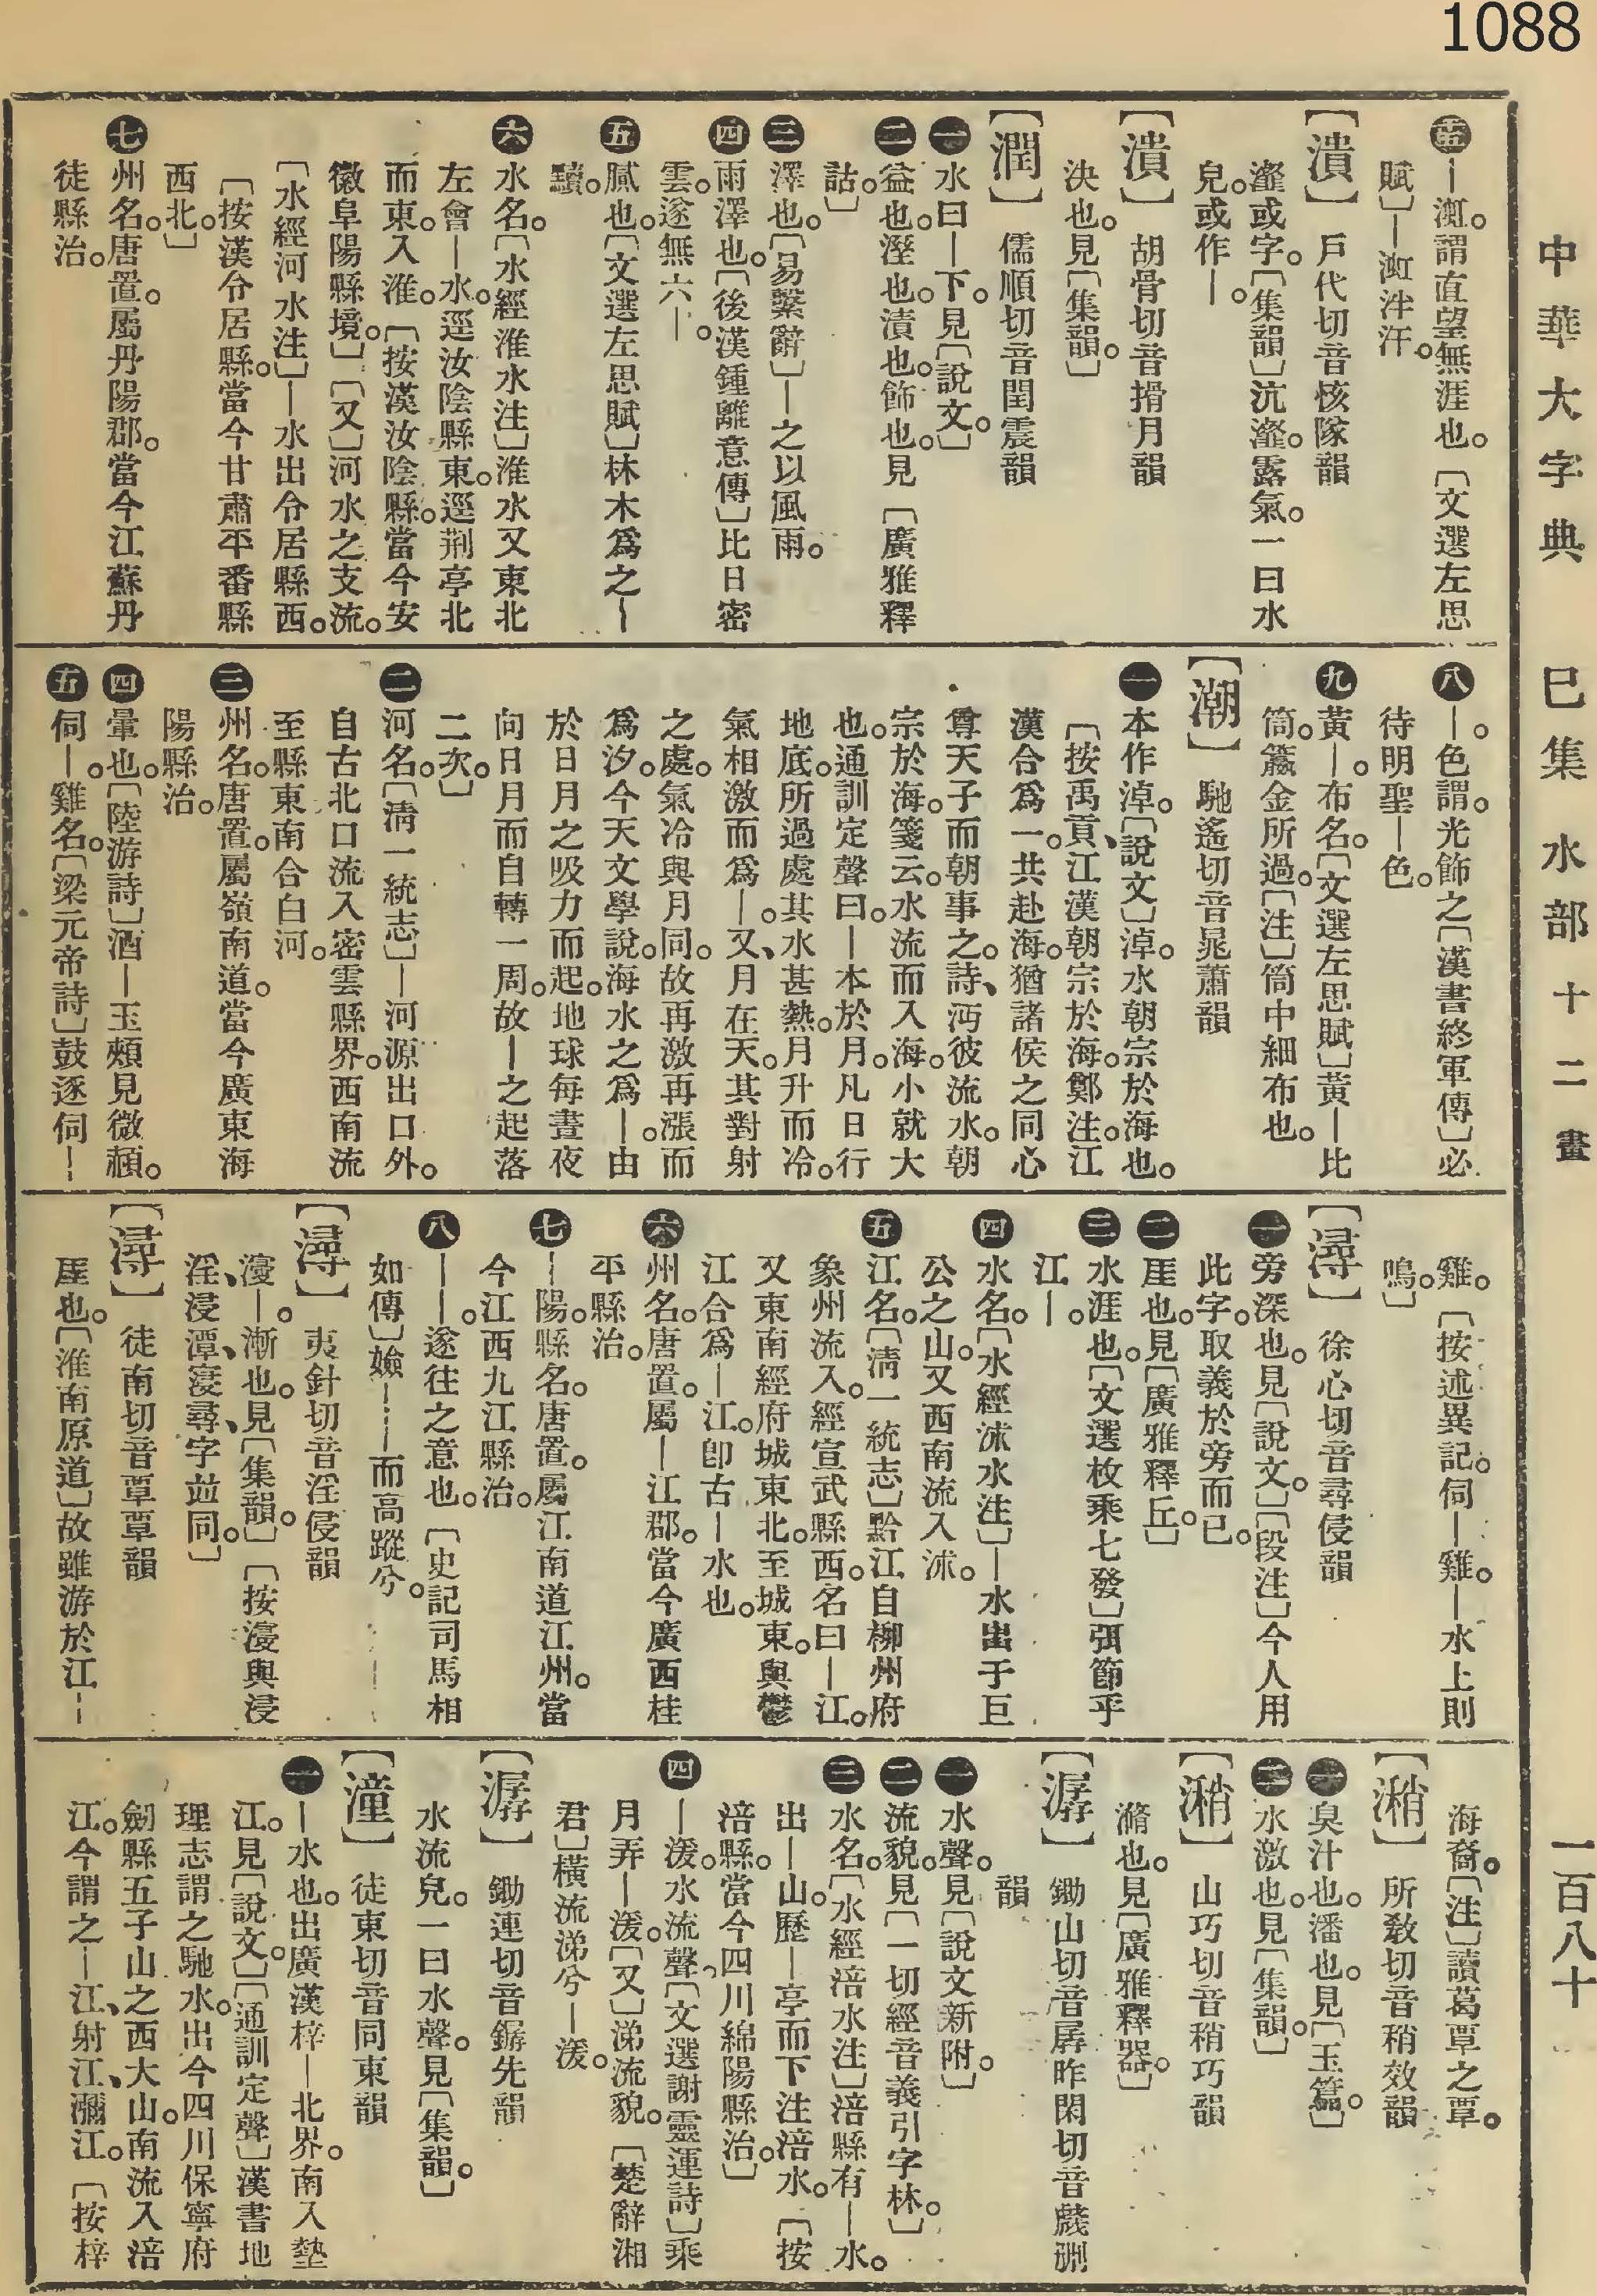 1088
中華大字典　巳集　水部　十二畫　一百八十
㊄—澒。謂直望無涯也。〔文選左思
賦〕—澒泮汗。
〔潰〕戶代切音核隊韻
瀣或字。〔集韻〕沆瀣。露氣。一曰水
皃。或作—。
〔潰〕胡骨切音搰月韻
決也。見〔集韻。〕
〔潤〕儒順切音閏震韻
㊀水曰—下。見〔說文。〕
㊁益也。溼也。漬也。飾也。見〔廣雅釋
詁。〕
㊂澤也。〔易繫辭〕—之以風雨。
㊃雨澤也。〔後漢鍾離意傳〕比日密
雲。遂無六—。
㊄膩也。〔文選左思賦〕林木爲之—
黷。
㊅水名。〔水經淮水注〕淮水又東北
左會—水。逕汝陰縣東。逕荆亭北
而東。入淮。〔按漢汝陰縣。當今安
徽阜陽縣境。〕〔又〕河水之支流。
〔水經河水注〕—水出令居縣西。
〔按漢令居縣。當今甘肅平番縣
西北。〕
㊆州名。唐置。屬丹陽郡。當今江蘇丹
徒縣治。
㊇—色。謂光飾之。〔漢書終軍傳〕必
待明聖—色。
㊈黃—。布名。〔文選左思賦〕黃—比
筒。籝金所過。〔注〕筒中細布也。
〔潮〕馳遙切音鼂蕭韻
㊀本作淖。〔說文〕淖。水朝宗於海也。
〔按禹貢、江漢朝宗於海。鄭注。江
漢合爲一。共赴海。猶諸侯之同心
尊天子而朝事之。詩、沔彼流水。朝
宗於海。箋云。水流而入海。小就大
也。通訓定聲曰。—本於月。凡日行
地底。所過處其水甚熱。月升而冷。
氣相激而爲—。又、月在天。其對射
之處。氣冷與月同。故再激再漲而
爲汐。今天文學說。海水之爲—。由
於日月之吸力而起。地球每晝夜
向日月而自轉一周。故—之起落
二次。〕
㊁河名。〔淸一統志〕—河源出口外。
自古北口流入密雲縣界。西南流
至縣東南合白河。
㊂州名。唐置。屬嶺南道。當今廣東海
陽縣治。
㊃暈也。〔陸游詩〕酒—玉頰見微頳。
㊄伺—。雞名。〔梁元帝詩〕鼓逐伺—
雞。〔按述異記。伺—雞。—水上則
鳴。〕
〔潯〕徐心切音尋侵韻
㊀旁深也。見〔說文。〕〔段注〕今人用
此字。取義於旁而已。
㊁厓也。見〔廣雅釋丘。〕
㊂水涯也。〔文選枚乘七發〕弭節乎
江—。
㊃水名。〔水經沭水注〕—水出于巨
公之山。又西南流入沭。
㊄江名。〔淸一統志〕黔江自柳州府
象州流入。經宣武縣西。名曰—江。
又東南經府城東北。至城東。與鬱
江合爲—江。卽古—水也。
㊅州名。唐置。屬—江郡。當今廣西桂
平縣治。
㊆—陽。縣名。唐置。屬江南道江州。當
今江西九江縣治。
㊇——。遂往之意也。〔史記司馬相
如傳〕嬐——而高蹤兮。
〔潯〕夷針切音淫侵韻
濅—。漸也。見〔集韻。〕〔按濅與浸
淫、浸潭、寖尋字竝同。〕
〔潯〕徒南切音覃覃韻
厓也。〔淮南原道〕故雖游於江—
海裔。〔注〕讀葛覃之覃。
〔潲〕所敎切音稍效韻
㊀臭汁也。潘也。見〔玉篇。〕
㊁水激也。見〔集韻。〕
〔潲〕山巧切音稍巧韻
滫也。見〔廣雅釋器。〕
〔潺〕鋤山切音孱昨閑切音虥刪
韻
㊀水聲。見〔說文新附。〕
㊁流貌。見〔一切經音義引字林。〕
㊂水名。〔水經涪水注〕涪縣有—水。
出—山。歷—亭而下注涪水。〔按
涪縣。當今四川綿陽縣治。〕
㊃—湲。水流聲。〔文選謝靈運詩〕乘
月弄—湲。〔又〕涕流貌。〔楚辭湘
君〕橫流涕兮—湲。
〔潺〕鋤連切音鏩先韻
水流皃。一曰水聲。見〔集韻。〕
〔潼〕徒東切音同東韻
㊀—水也。出廣漢梓—北界。南入墊
江。見〔說文。〕〔通訓定聲〕漢書地
理志謂之馳水。出今四川保寧府
劒縣五子山之西大山。南流入涪
江。今謂之—江、射江、瀰江。〔按梓